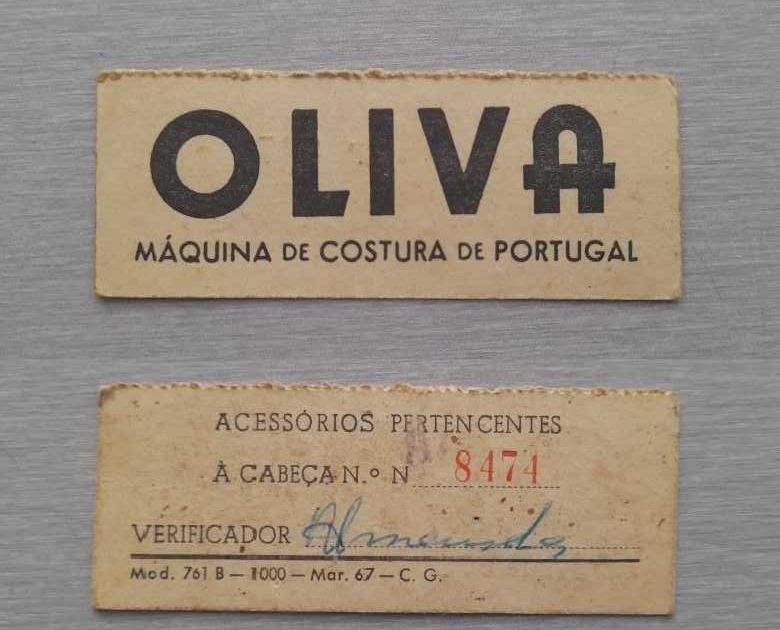 OLIVA
MÁQUINA DE COSTURA DE PORTUGAL
ACESSÓRIOS PERTENCENTES
À CABEÇA N.º N 8474
VERIFICADOR
Mod. 761 B — 1000 — Mar. 67 — C. G.